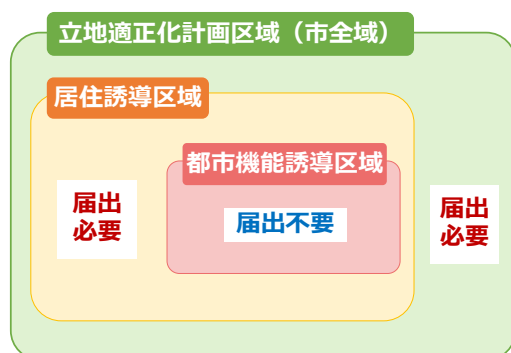 立地適正化計画区域（市全域）
居住誘導区域
都市機能誘導区域
届出
必要
届出不要
届出
必要